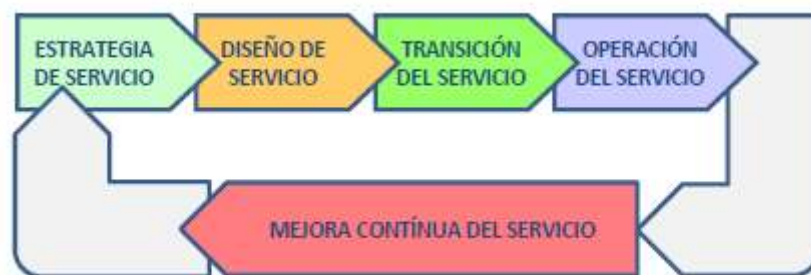 ESTRATEGIA
DE SERVICIO
DISEÑO DE
SERVICIO
TRANSICIÓN
DEL SERVICIO
OPERACIÓN
DEL SERVICIO
MEJORA CONTÍNUA DEL SERVICIO